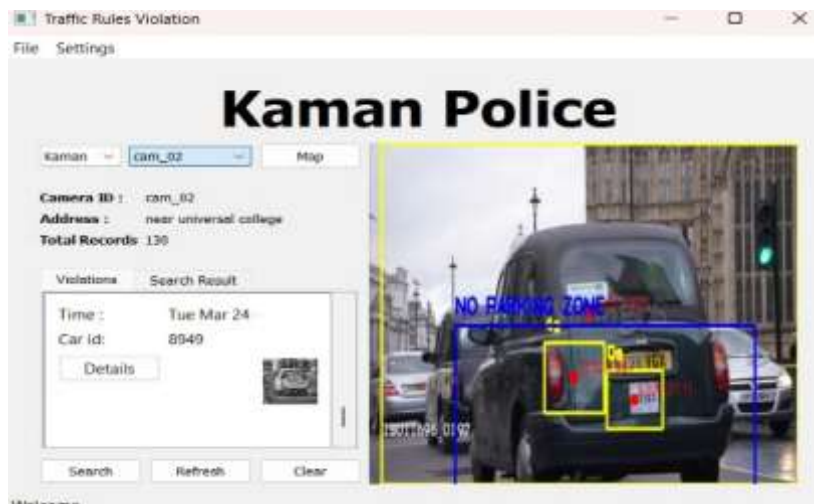 Traffic Rules Violation
File Settings
Kaman Police
Kaman cam_02 Map
Camera ID : cam_02
Address : near universal college
Total Records 130
Violations Search Result
Time : Tue Mar 24
Car Id: 8949
Details
Search Refresh Clear
NO PARKING ZONE
Welcome